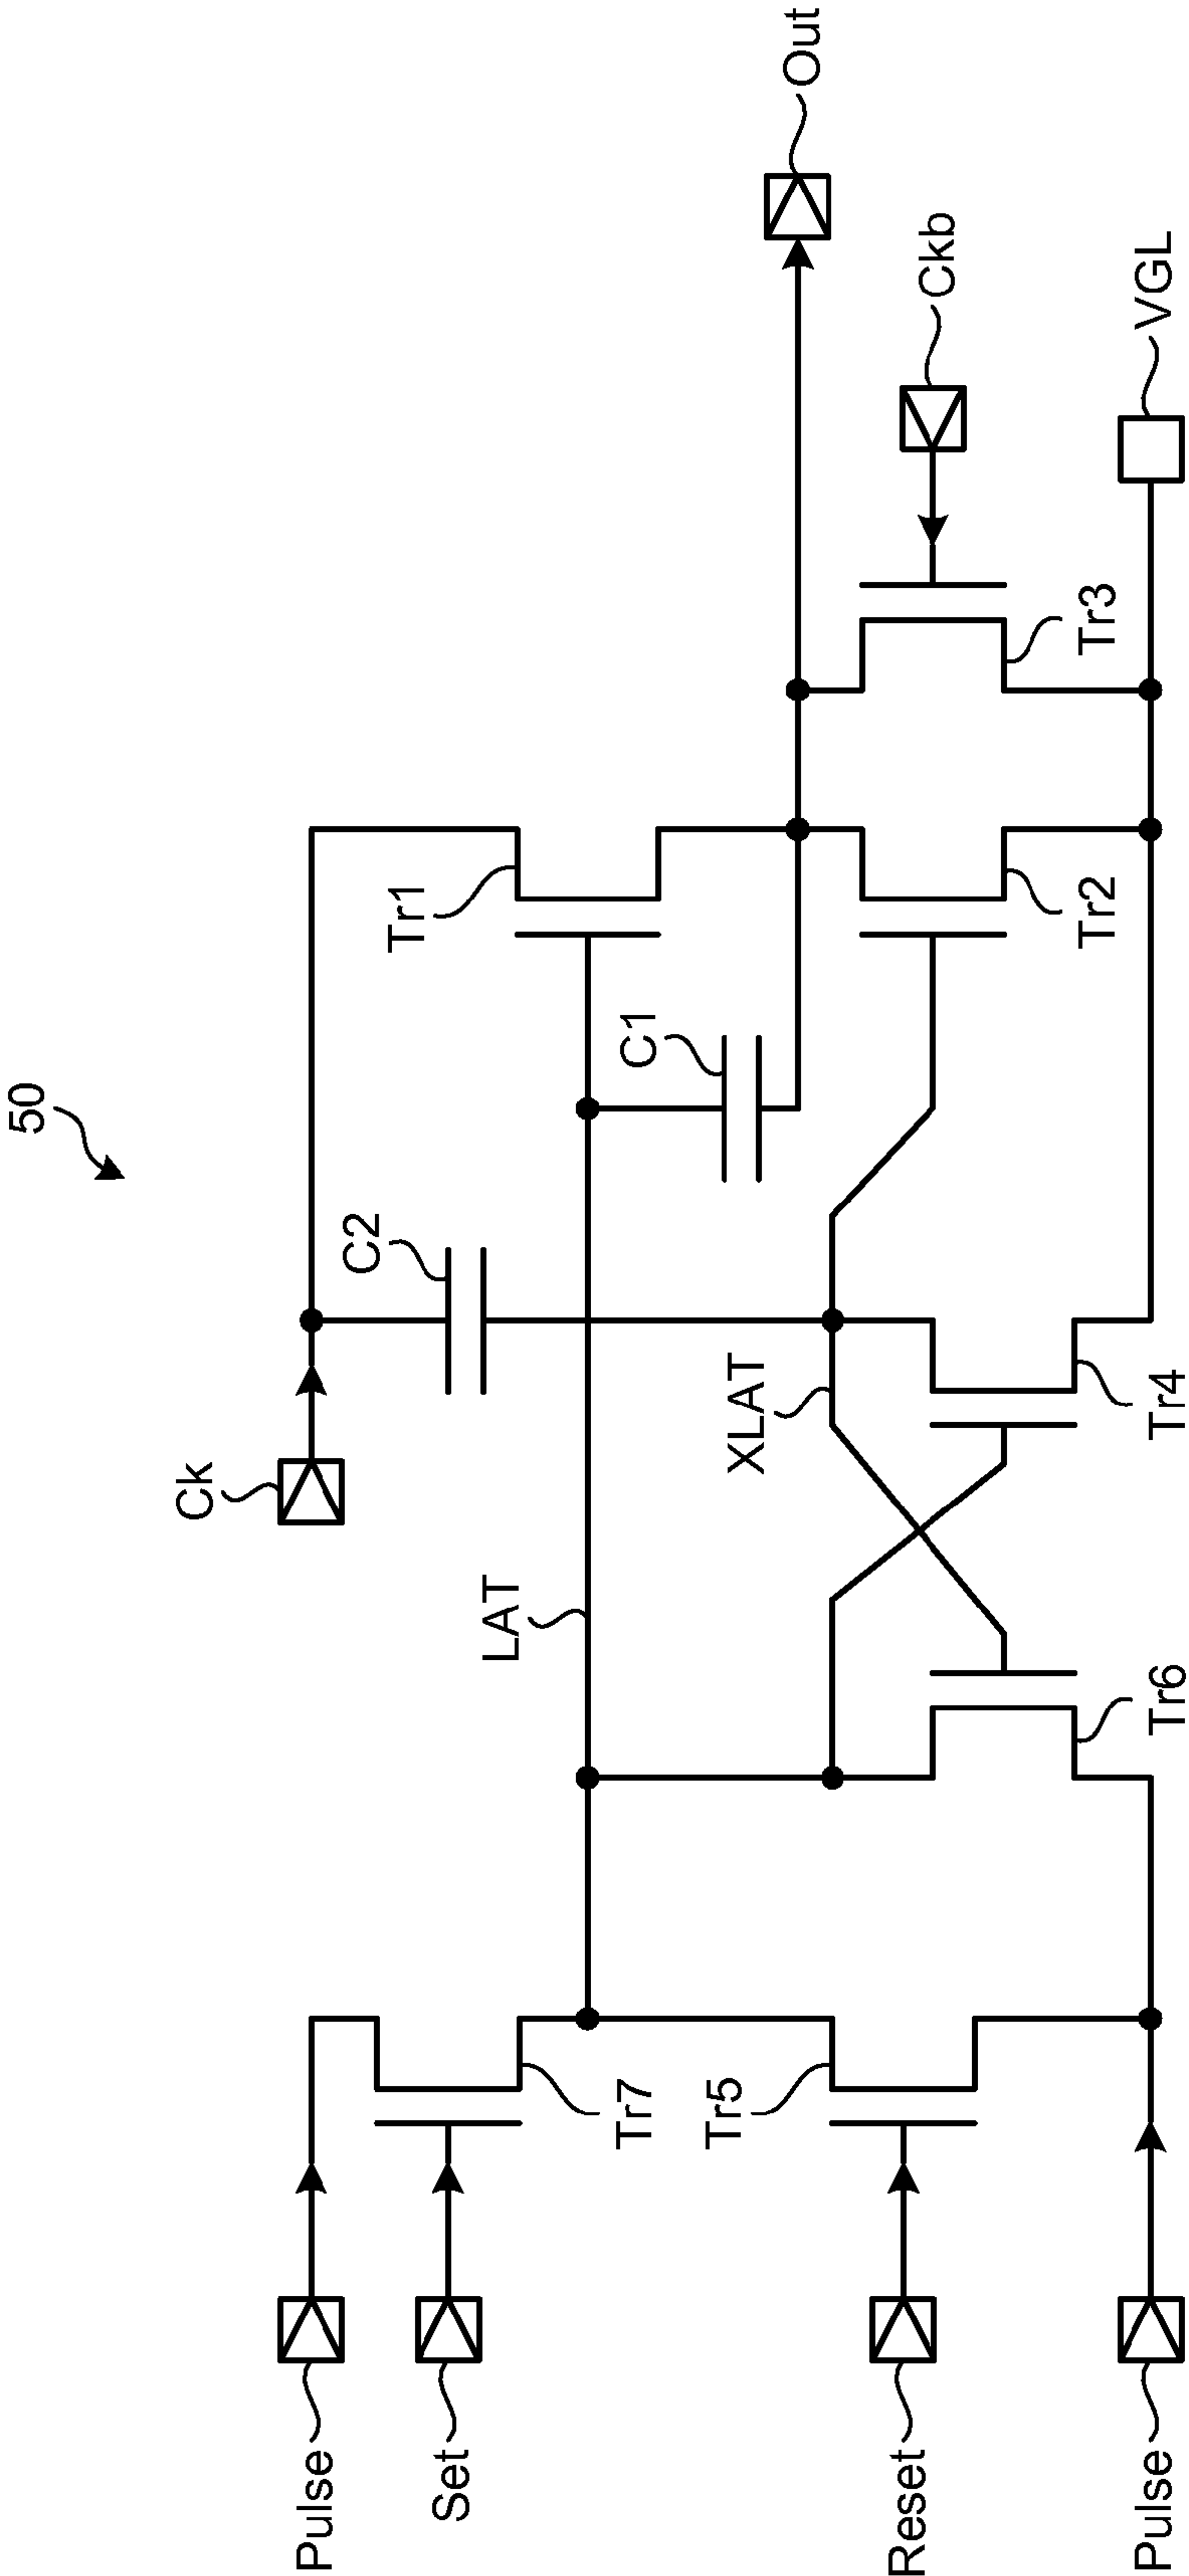 50
Ck
C2
Tr1
Out
LAT
C1
Ckb
XLAT
Tr3
Tr2
VGL
Tr4
Tr6
Pulse
Set
Tr7
Tr5
Reset
Pulse